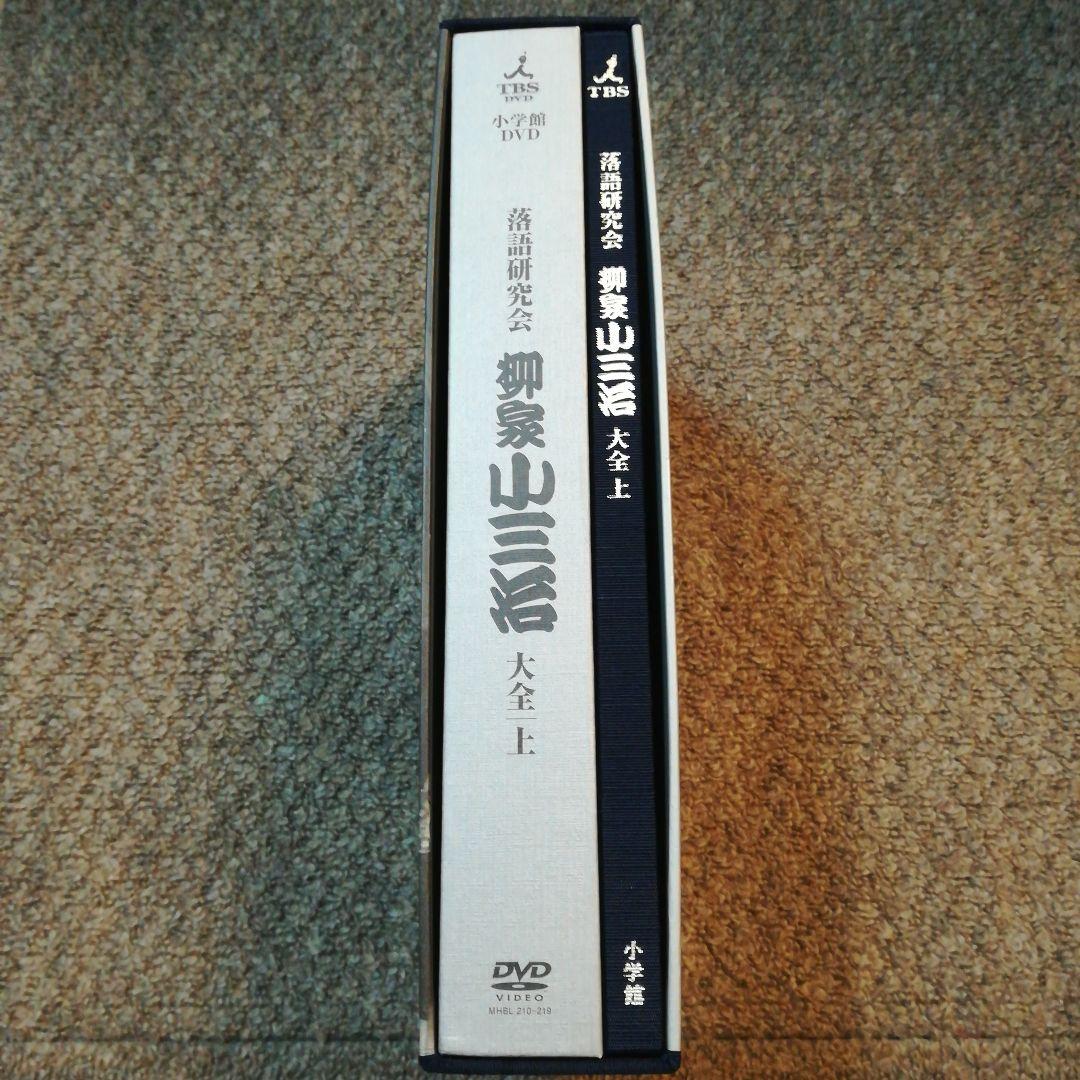 TBS
DVD
小学館
DVD
落語研究会
柳家小三治
大全 上
DVD
VIDEO
MHBL 210-219
TBS
落語研究会
柳家小三治
大全 上
小学館